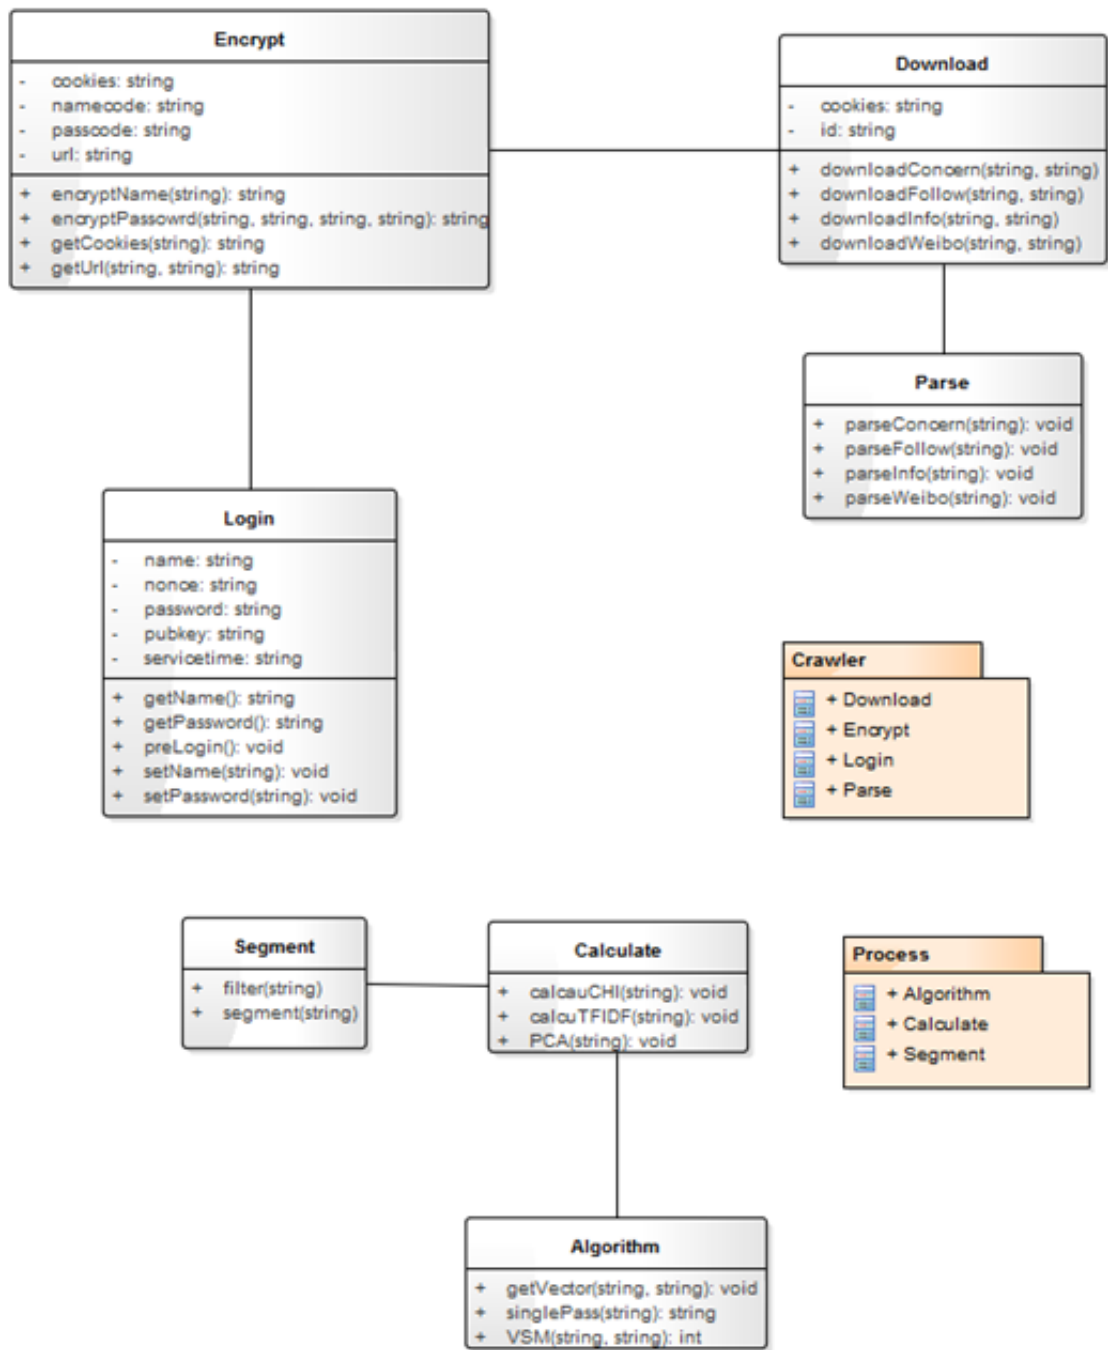 Encrypt
- cookies: string
- namecode: string
- passcode: string
- url: string
+ encryptName(string): string
+ encryptPassowrd(string, string, string, string): string
+ getCookies(string): string
+ getUrl(string, string): string
Download
- cookies: string
- id: string
+ downloadConcern(string, string)
+ downloadFollow(string, string)
+ downloadInfo(string, string)
+ downloadWeibo(string, string)
Parse
+ parseConcern(string): void
+ parseFollow(string): void
+ parseInfo(string): void
+ parseWeibo(string): void
Login
- name: string
- nonce: string
- password: string
- pubkey: string
- servicetime: string
+ getName(): string
+ getPassword(): string
+ preLogin(): void
+ setName(string): void
+ setPassword(string): void
Crawler
+ Download
+ Encrypt
+ Login
+ Parse
Segment
+ filter(string)
+ segment(string)
Calculate
+ calcauCHI(string): void
+ calcuTFIDF(string): void
+ PCA(string): void
Process
+ Algorithm
+ Calculate
+ Segment
Algorithm
+ getVector(string, string): void
+ singlePass(string): string
+ VSM(string, string): int